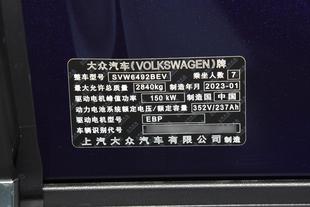 大众汽车(VOLKSWAGEN)牌
整车型号 SVW6492BEV 乘坐人数 7
最大允许总质量 2840kg 制造年月 2023-01
驱动电机峰值功率 150 kW 制造国 中国
动力电池系统额定电压/额定容量 352V/237Ah
驱动电机型号 EBP
车辆识别代号
上汽大众汽车有限公司 制造